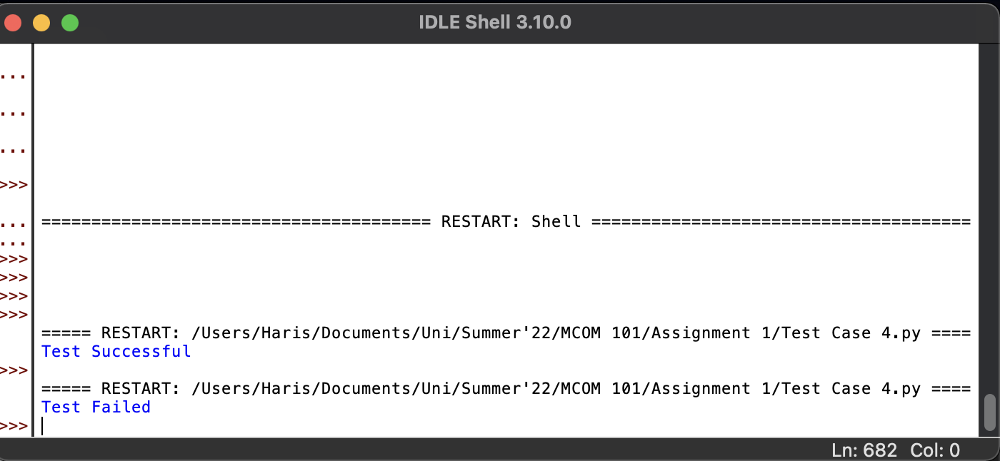 IDLE Shell 3.10.0
...
...
...
>>>
... ======================================= RESTART: Shell ======================================
...
>>>
>>>
>>>
>>>
===== RESTART: /Users/Haris/Documents/Uni/Summer'22/MCOM 101/Assignment 1/Test Case 4.py ====
Test Successful
>>>
===== RESTART: /Users/Haris/Documents/Uni/Summer'22/MCOM 101/Assignment 1/Test Case 4.py ====
Test Failed
>>>
Ln: 682 Col: 0